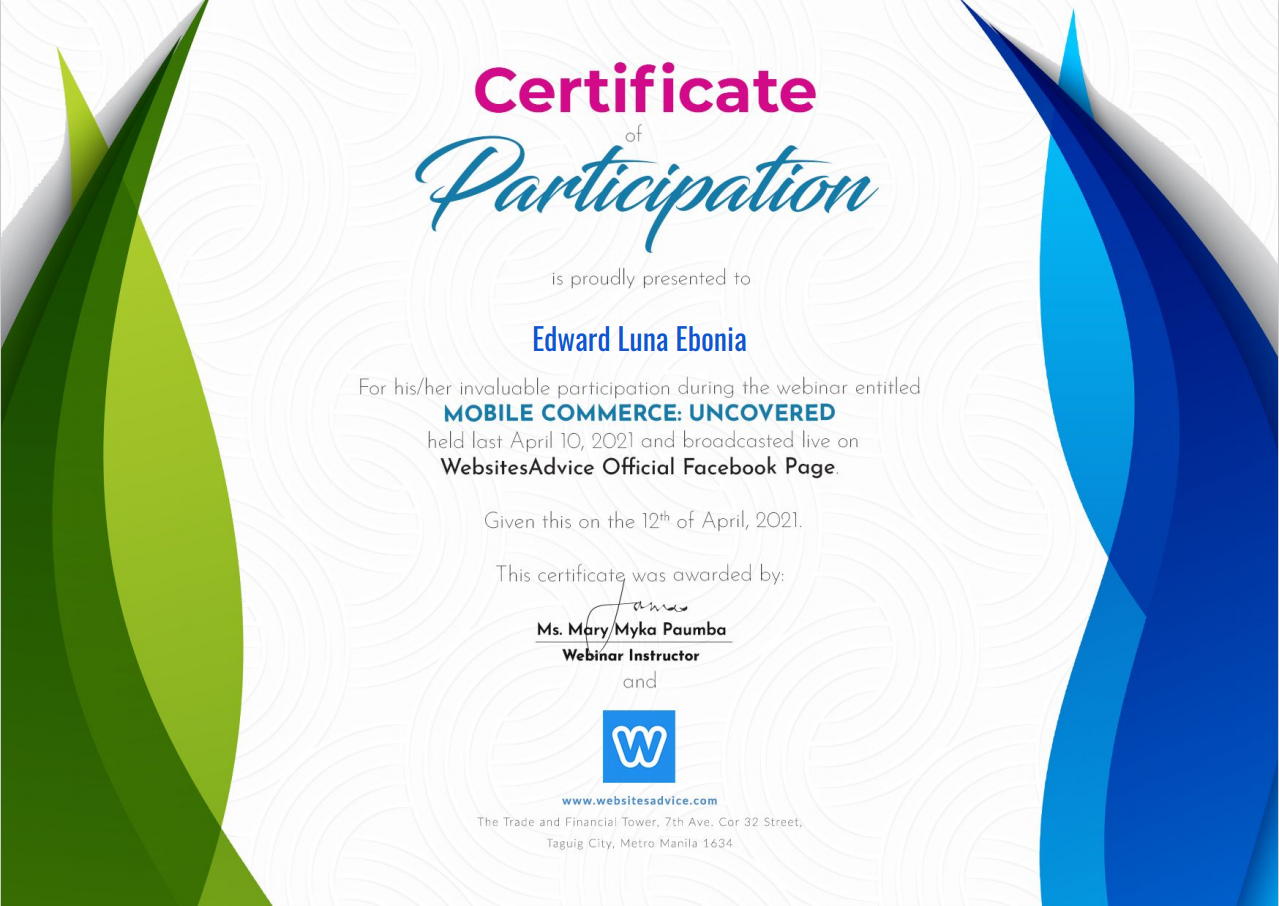 Certificate
of
Participation
is proudly presented to
Edward Luna Ebonia
For his/her invaluable participation during the webinar entitled
MOBILE COMMERCE: UNCOVERED
held last April 10, 2021 and broadcasted live on
WebsitesAdvice Official Facebook Page.
Given this on the 12th of April, 2021.
This certificate was awarded by:
Ms. Mary Myka Paumba
Webinar Instructor
and
W
www.websitesadvice.com
The Trade and Financial Tower, 7th Ave. Cor 32 Street,
Taguig City, Metro Manila 1634